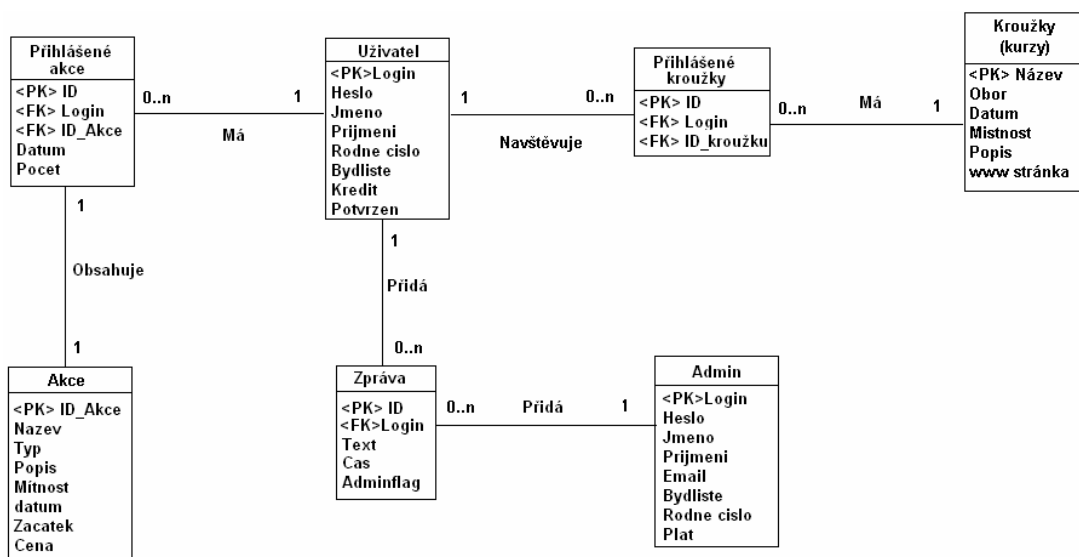 Přihlášené
akce
<PK> ID
<FK> Login
<FK> ID_Akce
Datum
Pocet
0..n
1
Má
Uživatel
<PK>Login
Heslo
Jmeno
Prijmeni
Rodne cislo
Bydliste
Kredit
Potvrzen
1
0..n
Navštěvuje
Přihlášené
kroužky
<PK> ID
<FK> Login
<FK> ID_kroužku
0..n
Má
1
Kroužky
(kurzy)
<PK> Název
Obor
Datum
Mistnost
Popis
www stránka
1
Obsahuje
1
1
Přidá
0..n
Akce
<PK> ID_Akce
Nazev
Typ
Popis
Mítnost
datum
Zacatek
Cena
Zpráva
<PK> ID
<FK>Login
Text
Cas
Adminflag
0..n
Přidá
1
Admin
<PK>Login
Heslo
Jmeno
Prijmeni
Email
Bydliste
Rodne cislo
Plat